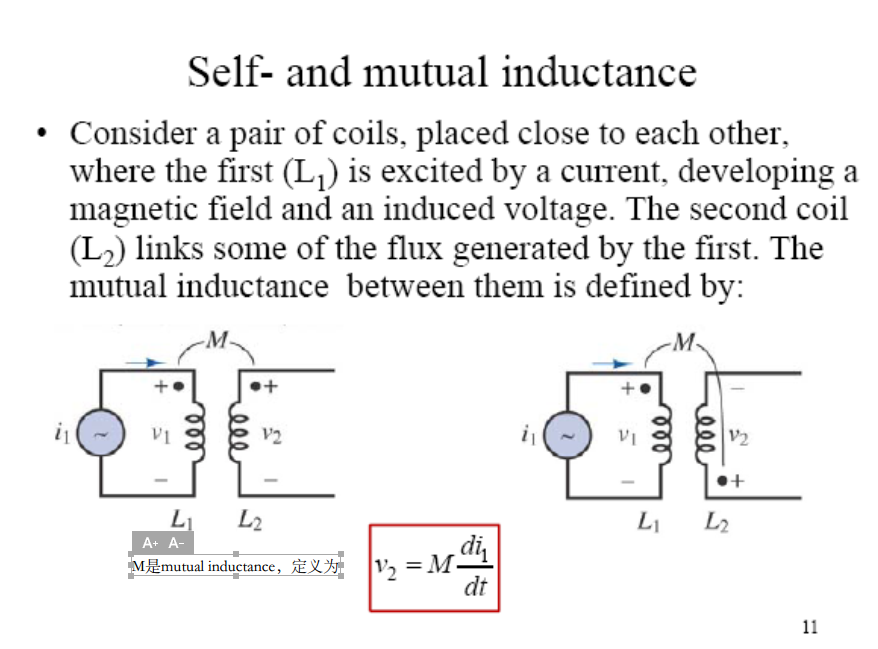 Self- and mutual inductance
• Consider a pair of coils, placed close to each other,
where the first (L₁) is excited by a current, developing a
magnetic field and an induced voltage. The second coil
(L₂) links some of the flux generated by the first. The
mutual inductance between them is defined by:
M
+ +
i₁ ~ v₁ v₂
− −
L₁ L₂
M
+ −
i₁ ~ v₁ v₂
− +
L₁ L₂
A+ A-
M是mutual inductance，定义为
v₂ = M di₁/dt
11